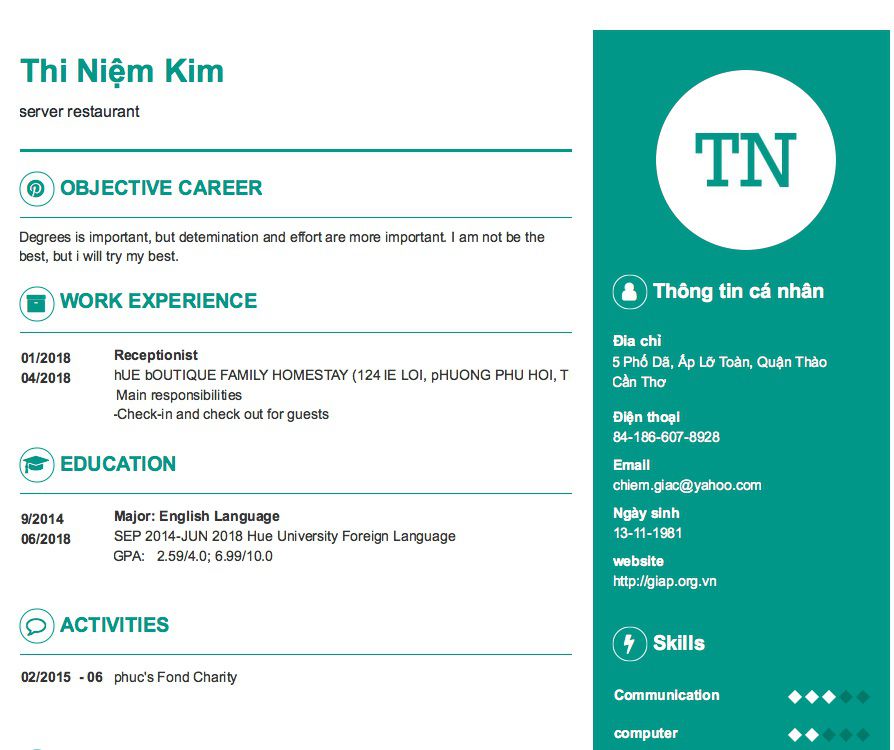 Thi Niệm Kim
server restaurant
OBJECTIVE CAREER
Degrees is important, but detemination and effort are more important. I am not be the
best, but i will try my best.
WORK EXPERIENCE
01/2018
04/2018
Receptionist
hUE bOUTIQUE FAMILY HOMESTAY (124 lE LOI, pHUONG PHU HOI, T
Main responsibilities
-Check-in and check out for guests
EDUCATION
9/2014
06/2018
Major: English Language
SEP 2014-JUN 2018 Hue University Foreign Language
GPA: 2.59/4.0; 6.99/10.0
ACTIVITIES
02/2015 - 06 phuc's Fond Charity
TN
Thông tin cá nhân
Đia chỉ
5 Phố Dã, Ấp Lỡ Toàn, Quận Thào
Cần Thơ
Điện thoại
84-186-607-8928
Email
chiem.giac@yahoo.com
Ngày sinh
13-11-1981
website
http://giap.org.vn
Skills
Communication
computer